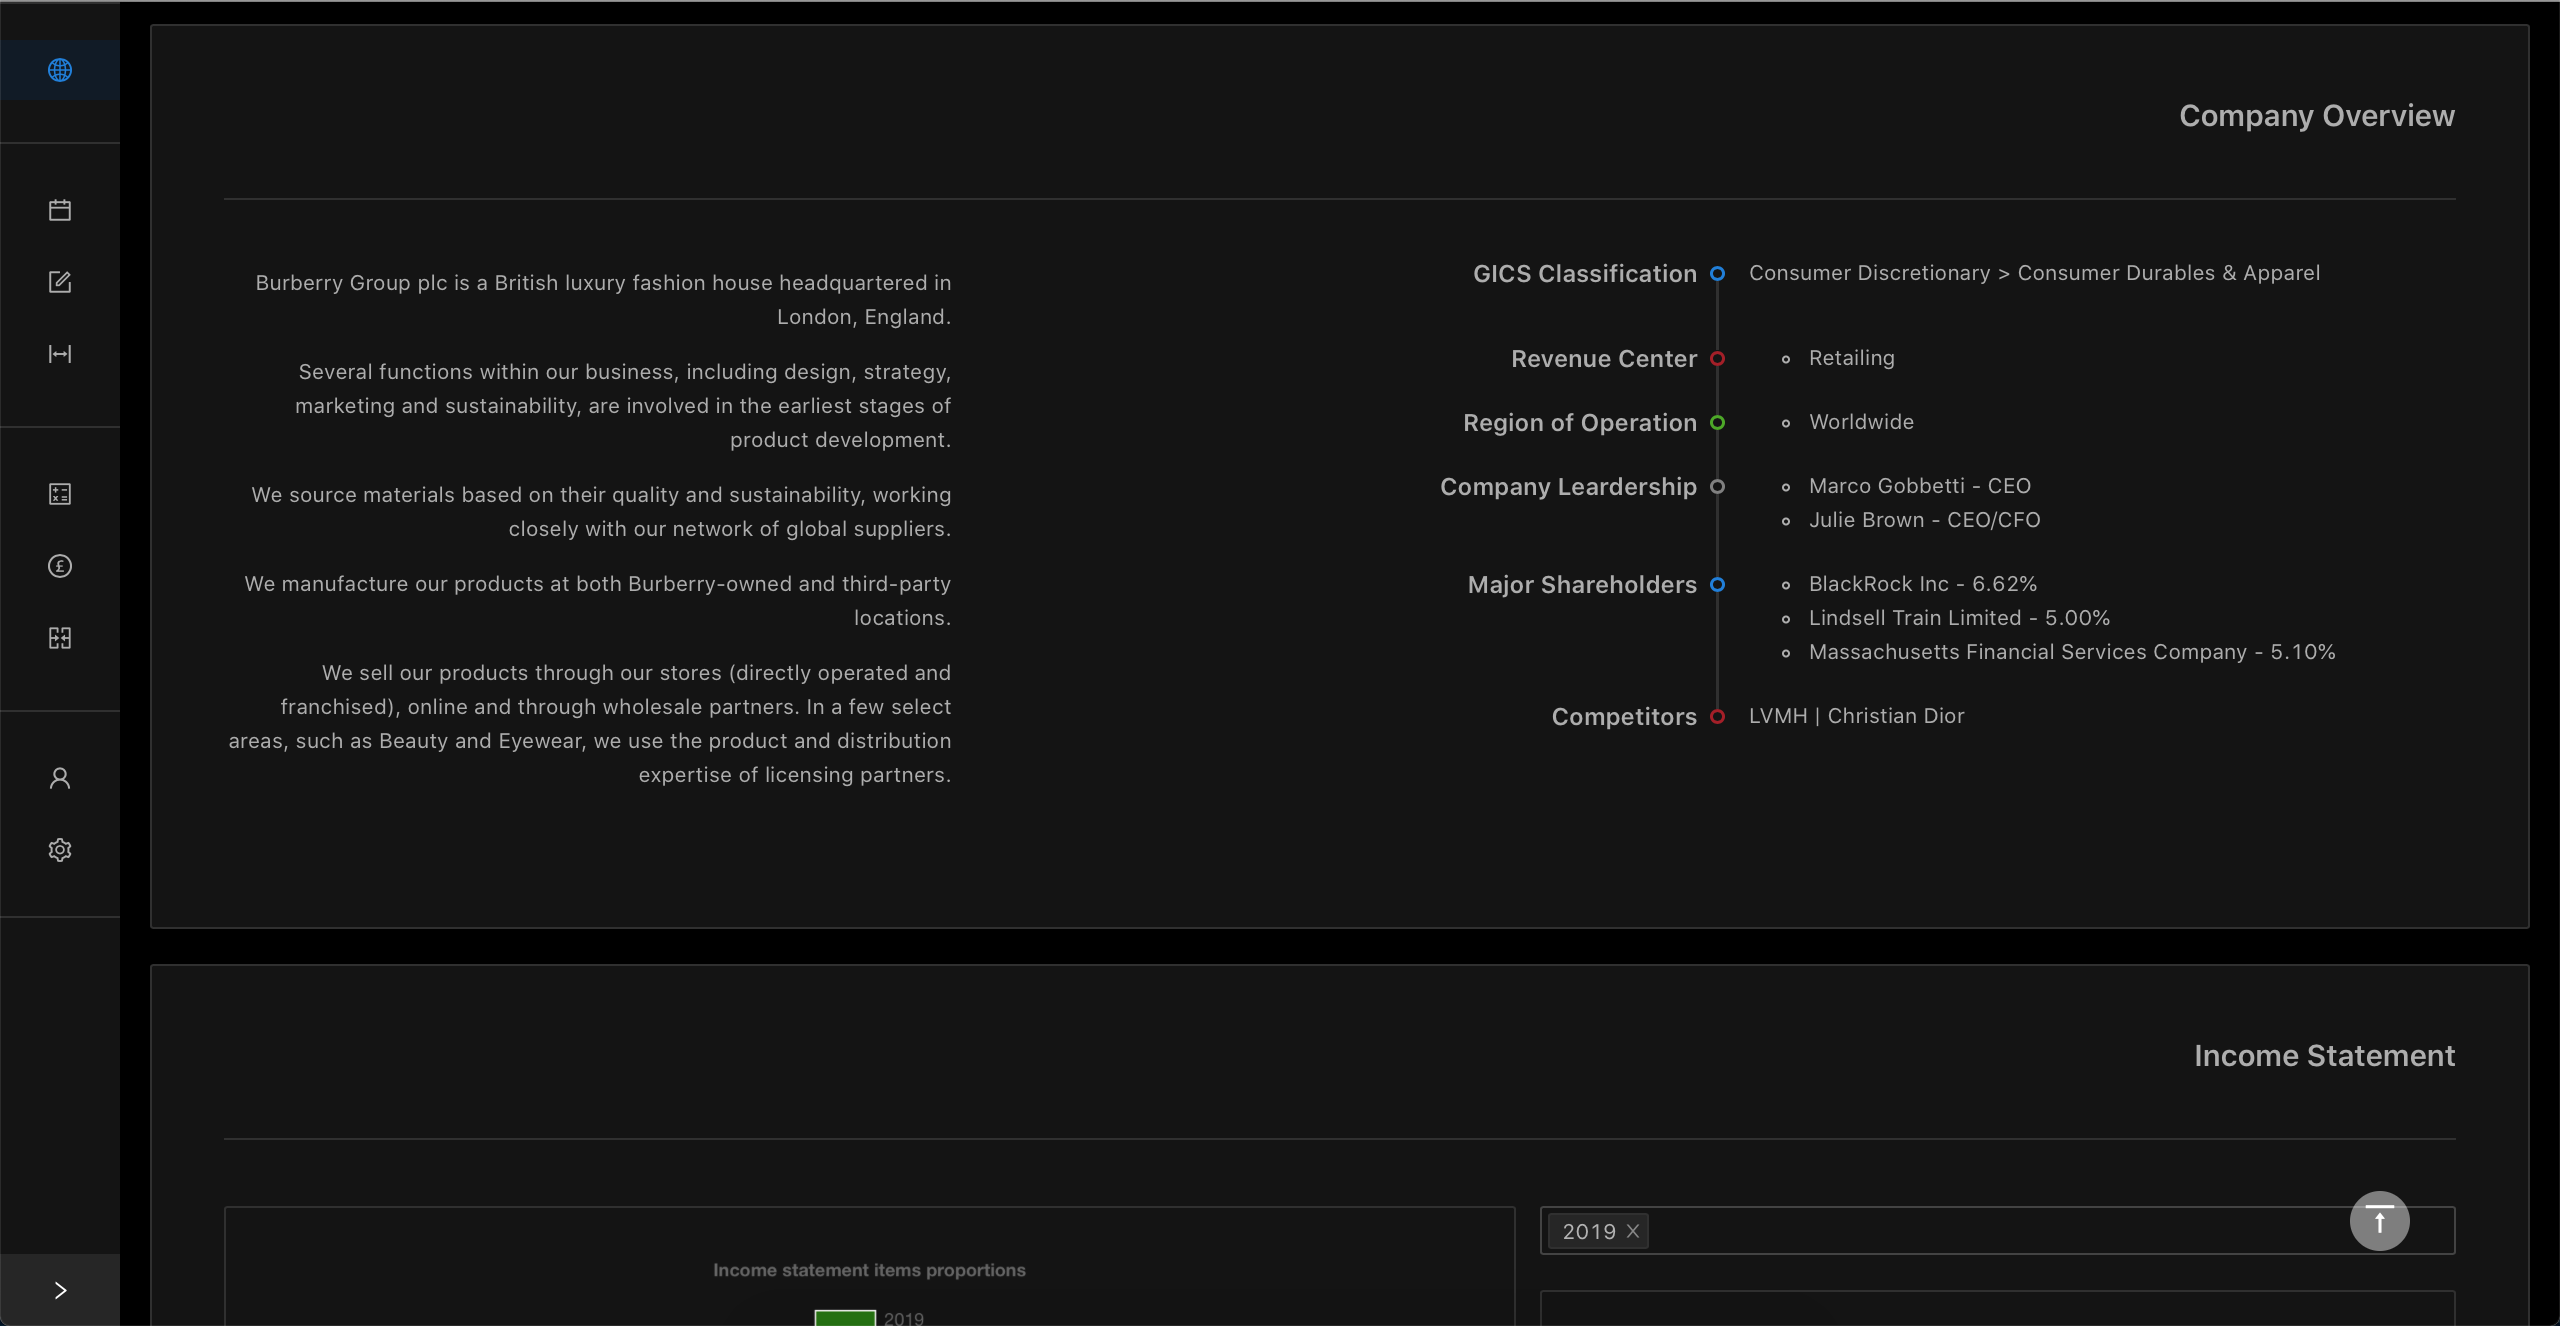 Company Overview
Burberry Group plc is a British luxury fashion house headquartered in
London, England.
Several functions within our business, including design, strategy,
marketing and sustainability, are involved in the earliest stages of
product development.
We source materials based on their quality and sustainability, working
closely with our network of global suppliers.
We manufacture our products at both Burberry-owned and third-party
locations.
We sell our products through our stores (directly operated and
franchised), online and through wholesale partners. In a few select
areas, such as Beauty and Eyewear, we use the product and distribution
expertise of licensing partners.
GICS Classification Consumer Discretionary > Consumer Durables & Apparel
Revenue Center Retailing
Region of Operation Worldwide
Company Leardership Marco Gobbetti - CEO
Julie Brown - CEO/CFO
Major Shareholders BlackRock Inc - 6.62%
Lindsell Train Limited - 5.00%
Massachusetts Financial Services Company - 5.10%
Competitors LVMH | Christian Dior
Income Statement
Income statement items proportions
2019
2019